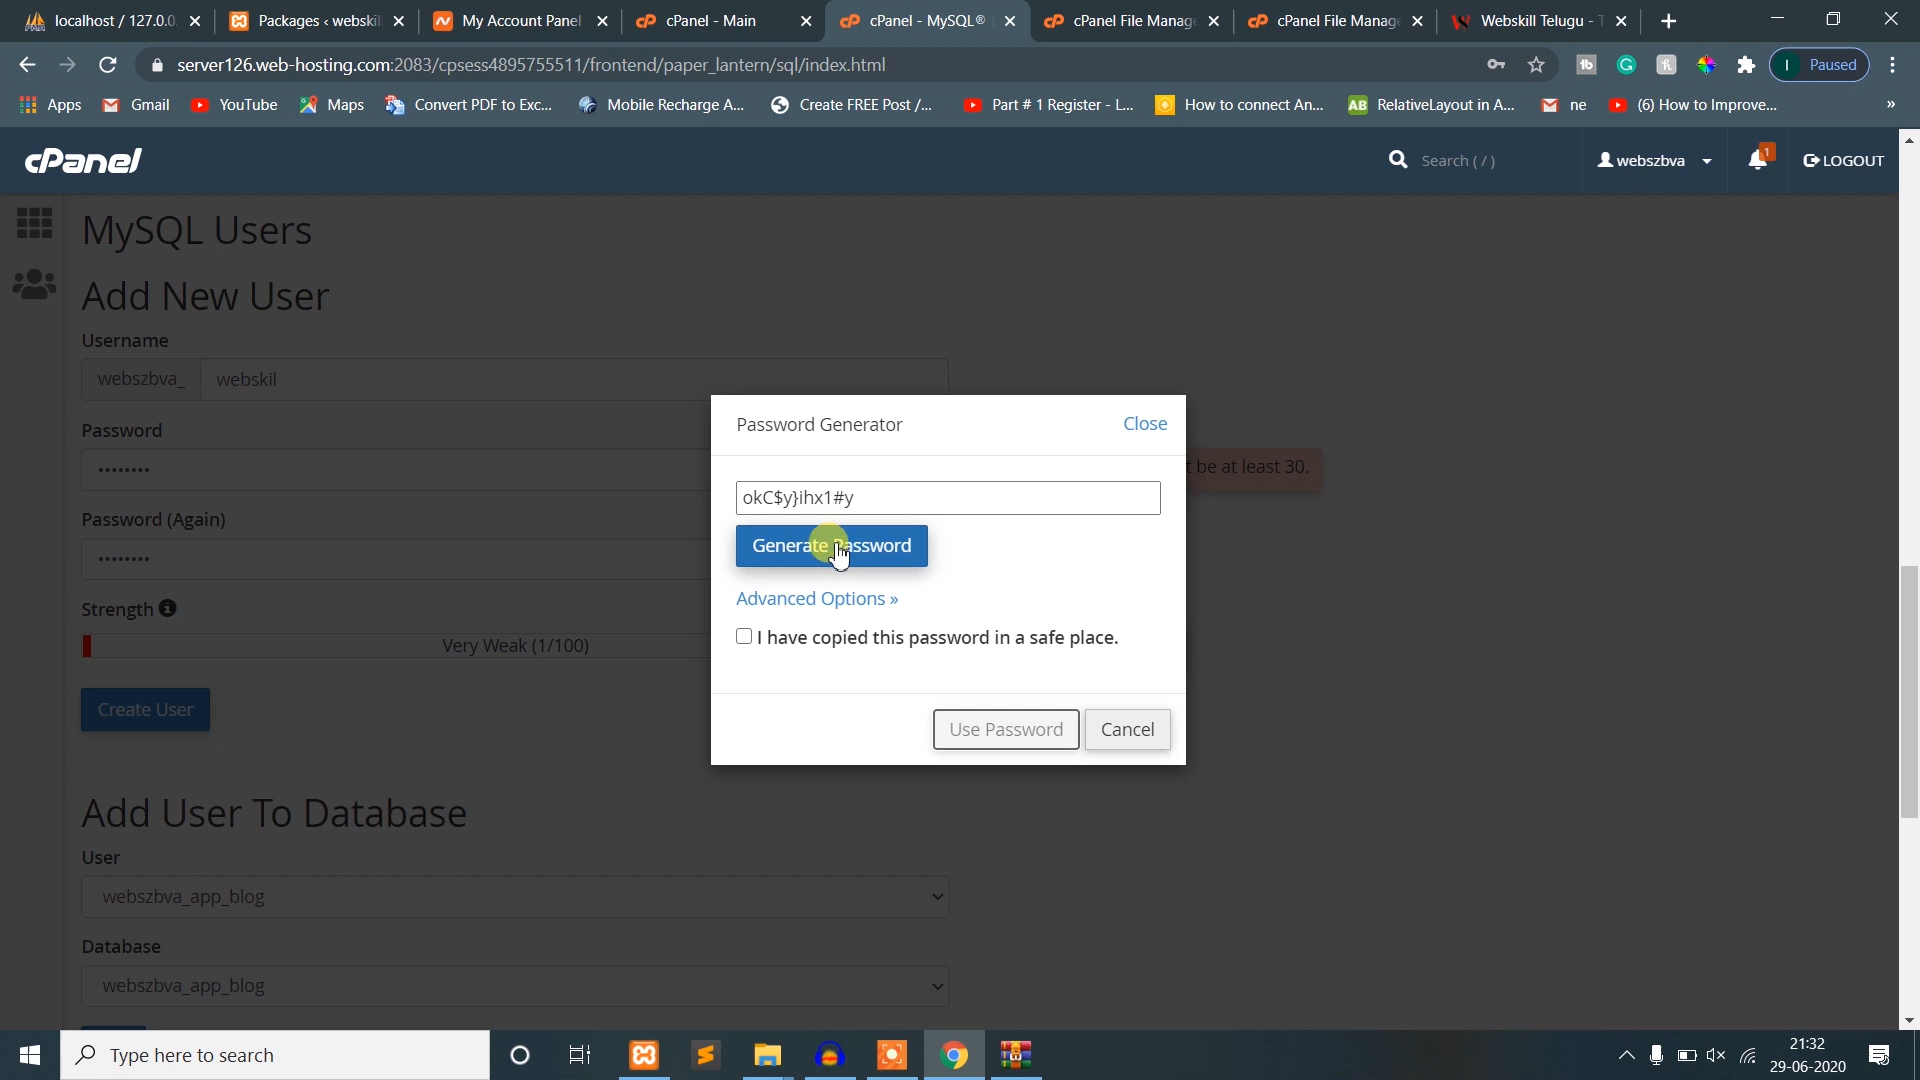 localhost / 127.0.0.
Packages ‹ webskil
My Account Panel
cPanel - Main
cPanel - MySQL®
cPanel File Manag
cPanel File Manag
Webskill Telugu - T
server126.web-hosting.com:2083/cpsess4895755511/frontend/paper_lantern/sql/index.html
Paused
Apps
Gmail
YouTube
Maps
Convert PDF to Exc...
Mobile Recharge A...
Create FREE Post /...
Part # 1 Register - L...
How to connect An...
RelativeLayout in A...
ne
(6) How to Improve...
»
cPanel
Search ( / )
webszbva
1
LOGOUT
MySQL Users
Add New User
Username
webszbva_ webskil
Password
••••••••
t be at least 30.
Password (Again)
••••••••
Strength
Very Weak (1/100)
Create User
Password Generator
Close
okC$y}ihx1#y
Generate Password
Advanced Options »
I have copied this password in a safe place.
Use Password
Cancel
Add User To Database
User
webszbva_app_blog
Database
webszbva_app_blog
Type here to search
21:32
29-06-2020